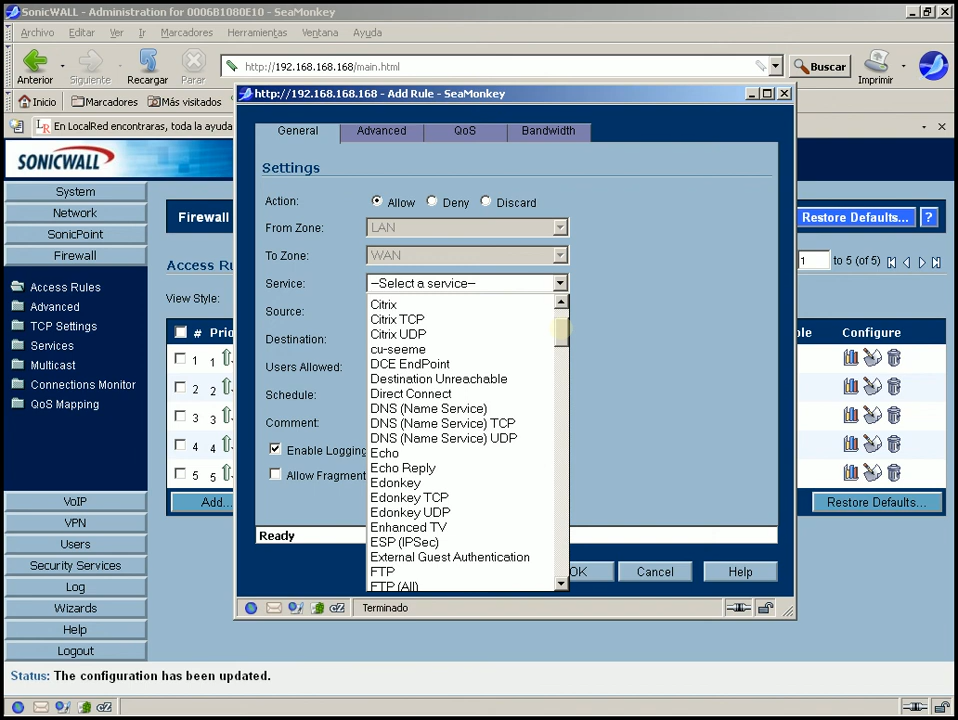 SonicWALL - Administration for 0006B1080E10 - SeaMonkey
Archivo Editar Ver Ir Marcadores Herramientas Ventana Ayuda
Anterior Siguiente Recargar Parar http://192.168.168.168/main.html Buscar Imprimir
Inicio Marcadores Más visitados
LR En LocalRed encontraras, toda la ayuda
http://192.168.168.168 - Add Rule - SeaMonkey
SONICWALL
System
Network
SonicPoint
Firewall
Access Rules
Advanced
TCP Settings
Services
Multicast
Connections Monitor
QoS Mapping
VoIP
VPN
Users
Security Services
Log
Wizards
Help
Logout
Firewall
Restore Defaults... ?
Access Ru
1 to 5 (of 5)
View Style:
# Prio
Configure
1 1
2 2
3 3
4 4
5 5
Add...
Restore Defaults...
General Advanced QoS Bandwidth
Settings
Action: Allow Deny Discard
From Zone: LAN
To Zone: WAN
Service: --Select a service--
Source:
Destination:
Users Allowed:
Schedule:
Comment:
Enable Logging
Allow Fragment
Citrix
Citrix TCP
Citrix UDP
cu-seeme
DCE EndPoint
Destination Unreachable
Direct Connect
DNS (Name Service)
DNS (Name Service) TCP
DNS (Name Service) UDP
Echo
Echo Reply
Edonkey
Edonkey TCP
Edonkey UDP
Enhanced TV
ESP (IPSec)
External Guest Authentication
FTP
FTP (All)
Ready
OK Cancel Help
Terminado
Status: The configuration has been updated.